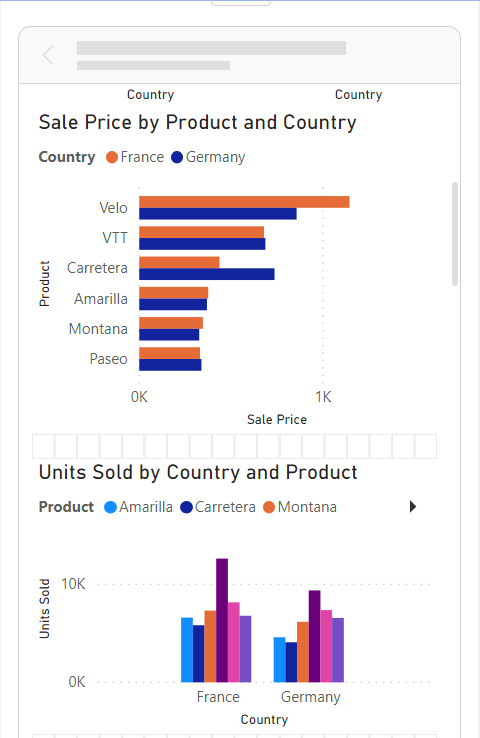 Country Country
Sale Price by Product and Country
Country France Germany
Product
Velo
VTT
Carretera
Amarilla
Montana
Paseo
0K 1K
Sale Price
Units Sold by Country and Product
Product Amarilla Carretera Montana
Units Sold
10K
0K
France Germany
Country